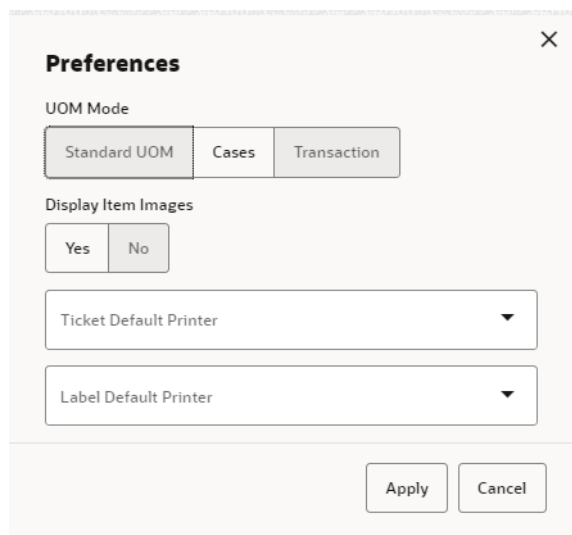 Preferences
UOM Mode
Standard UOM Cases Transaction
Display Item Images
Yes No
Ticket Default Printer
Label Default Printer
Apply Cancel